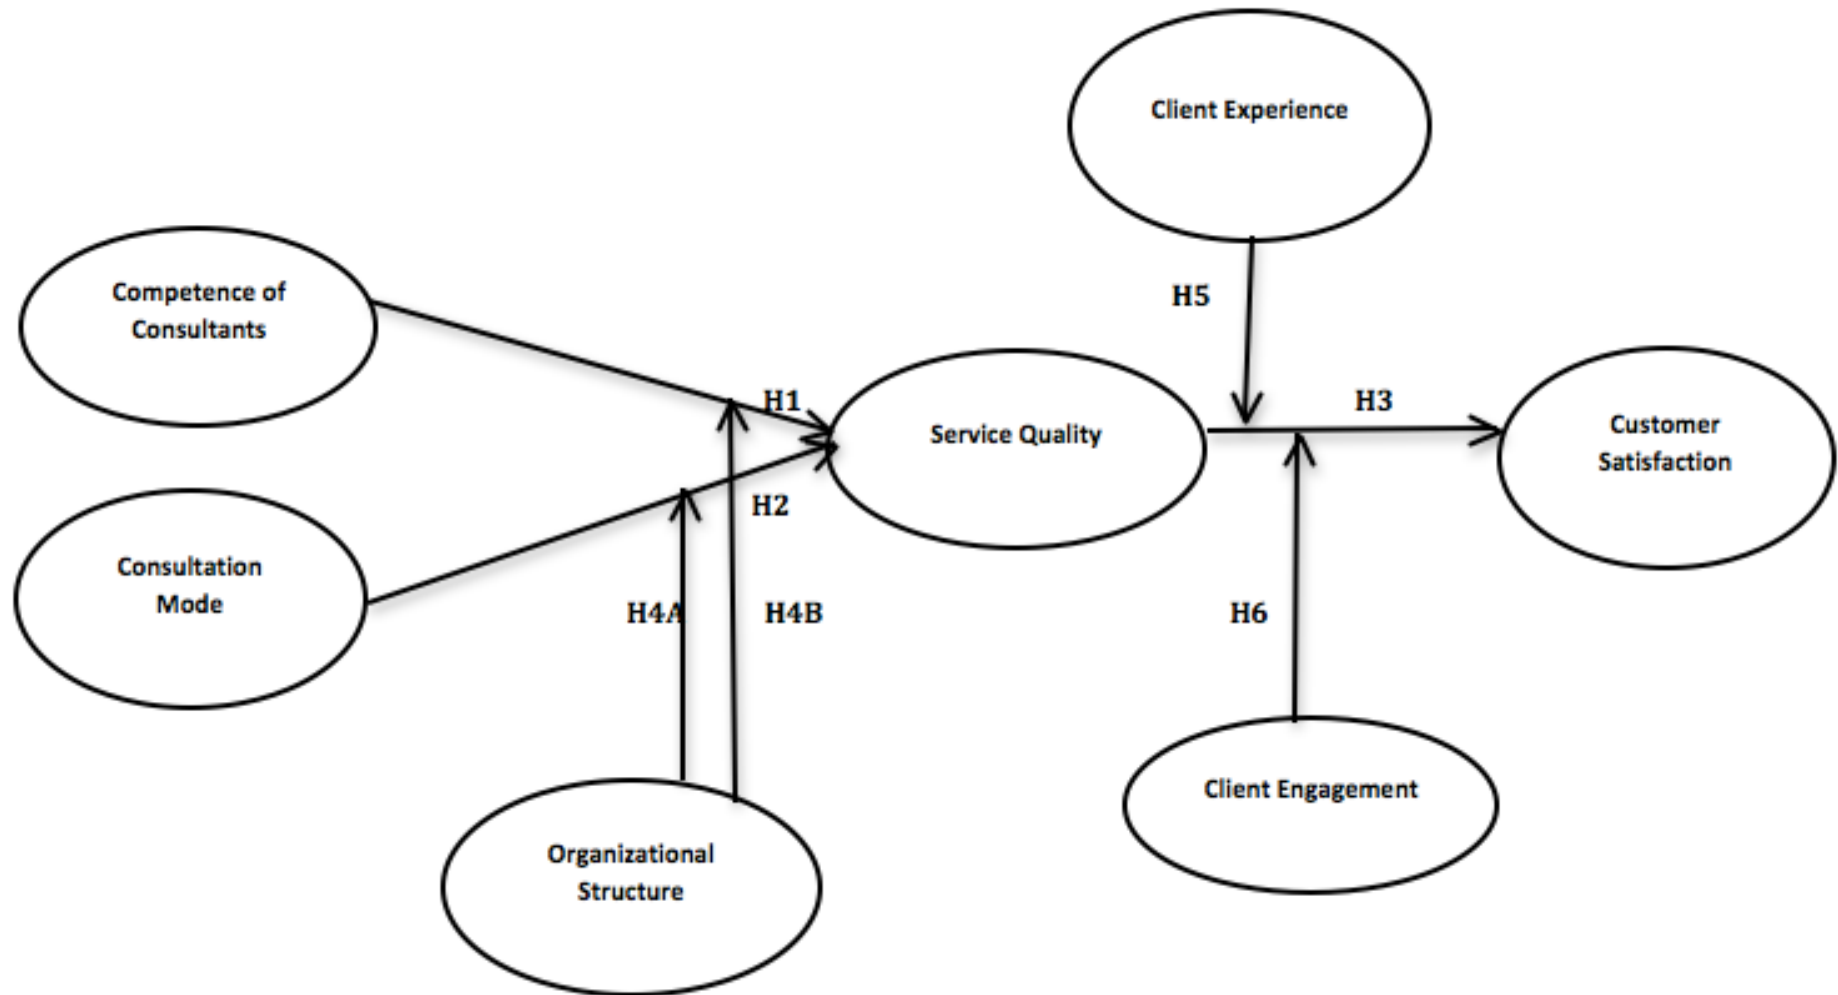 Client Experience
Competence of
Consultants
H5
H1
H3
Service Quality
Customer
Satisfaction
H2
Consultation
Mode
H4A
H4B
H6
Client Engagement
Organizational
Structure